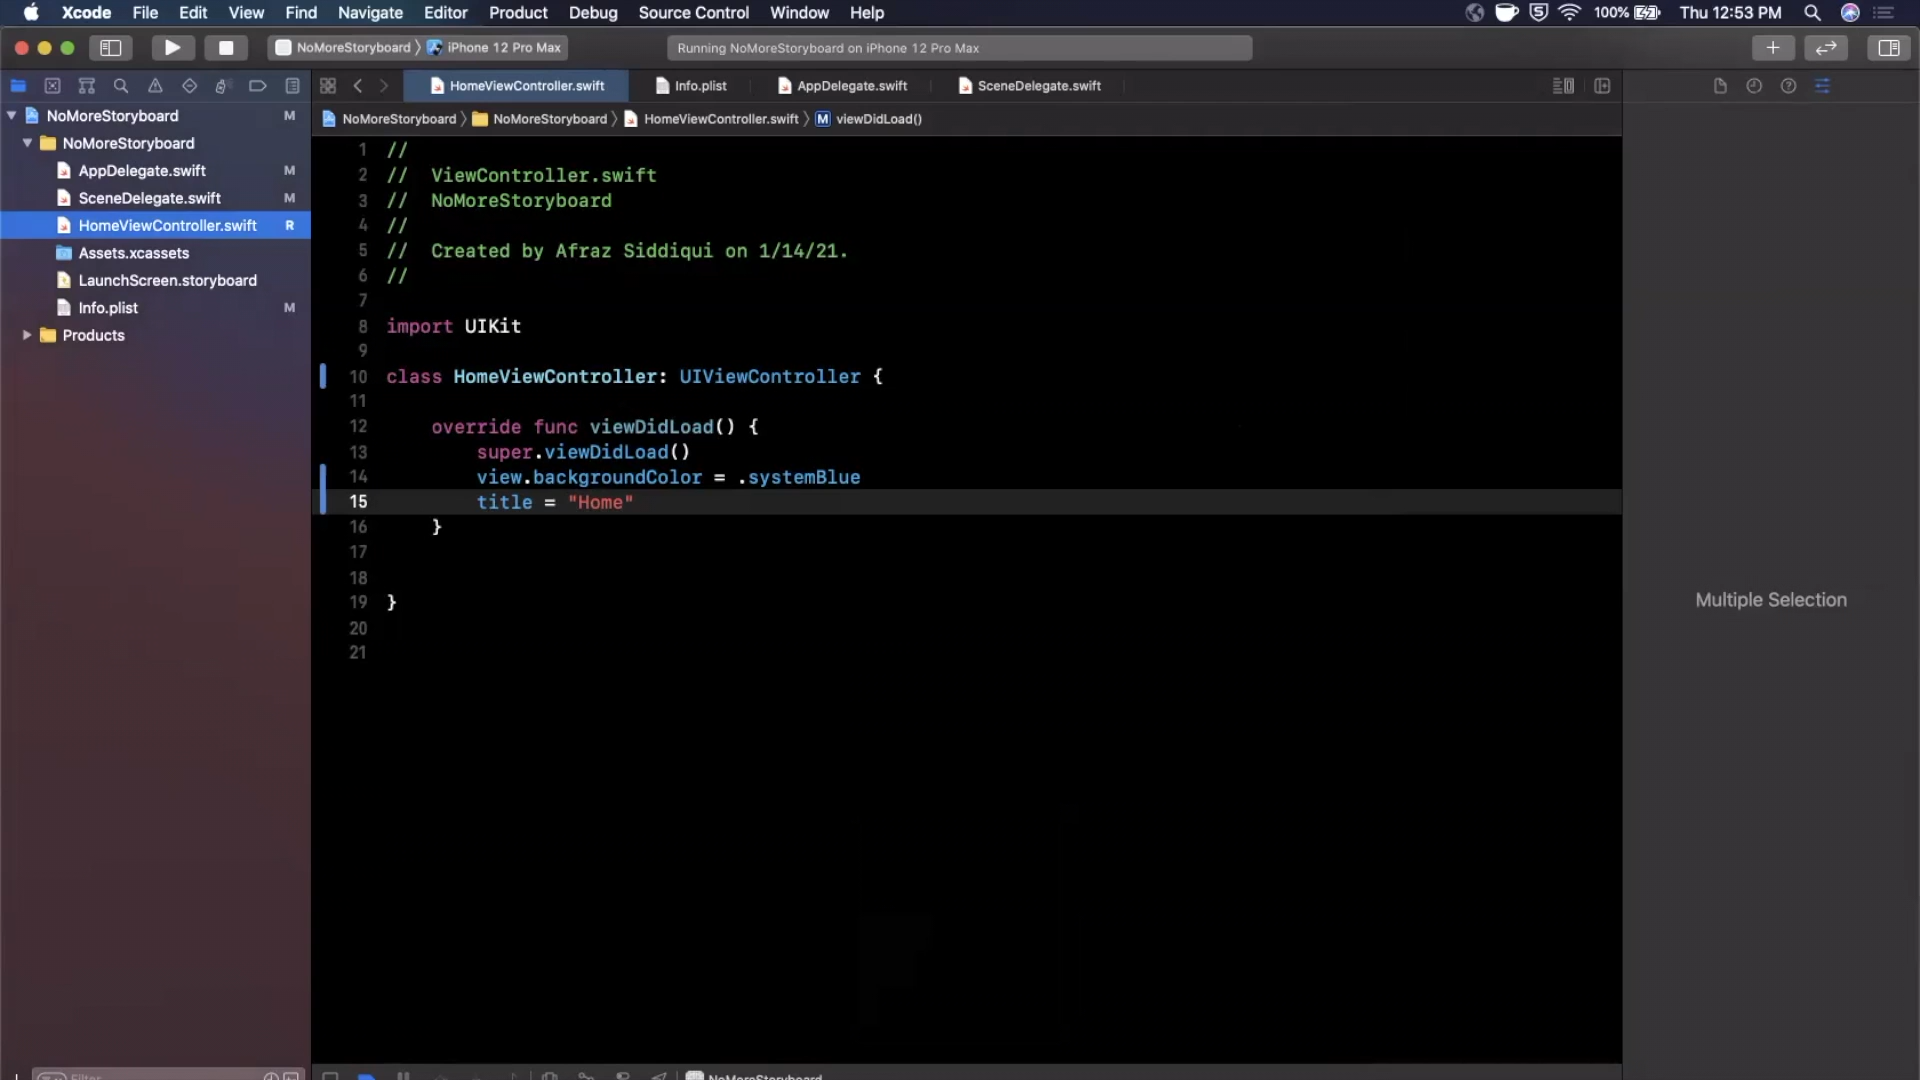 Xcode File Edit View Find Navigate Editor Product Debug Source Control Window Help 100% Thu 12:53 PM
NoMoreStoryboard iPhone 12 Pro Max Running NoMoreStoryboard on iPhone 12 Pro Max
HomeViewController.swift Info.plist AppDelegate.swift SceneDelegate.swift
NoMoreStoryboard NoMoreStoryboard HomeViewController.swift M viewDidLoad()
NoMoreStoryboard M
NoMoreStoryboard
AppDelegate.swift M
SceneDelegate.swift M
HomeViewController.swift R
Assets.xcassets
LaunchScreen.storyboard
Info.plist M
Products
1 //
2 // ViewController.swift
3 // NoMoreStoryboard
4 //
5 // Created by Afraz Siddiqui on 1/14/21.
6 //
7
8 import UIKit
9
10 class HomeViewController: UIViewController {
11
12 override func viewDidLoad() {
13 super.viewDidLoad()
14 view.backgroundColor = .systemBlue
15 title = "Home"
16 }
17
18
19 }
20
21
Multiple Selection
Filter
NoMoreStoryboard